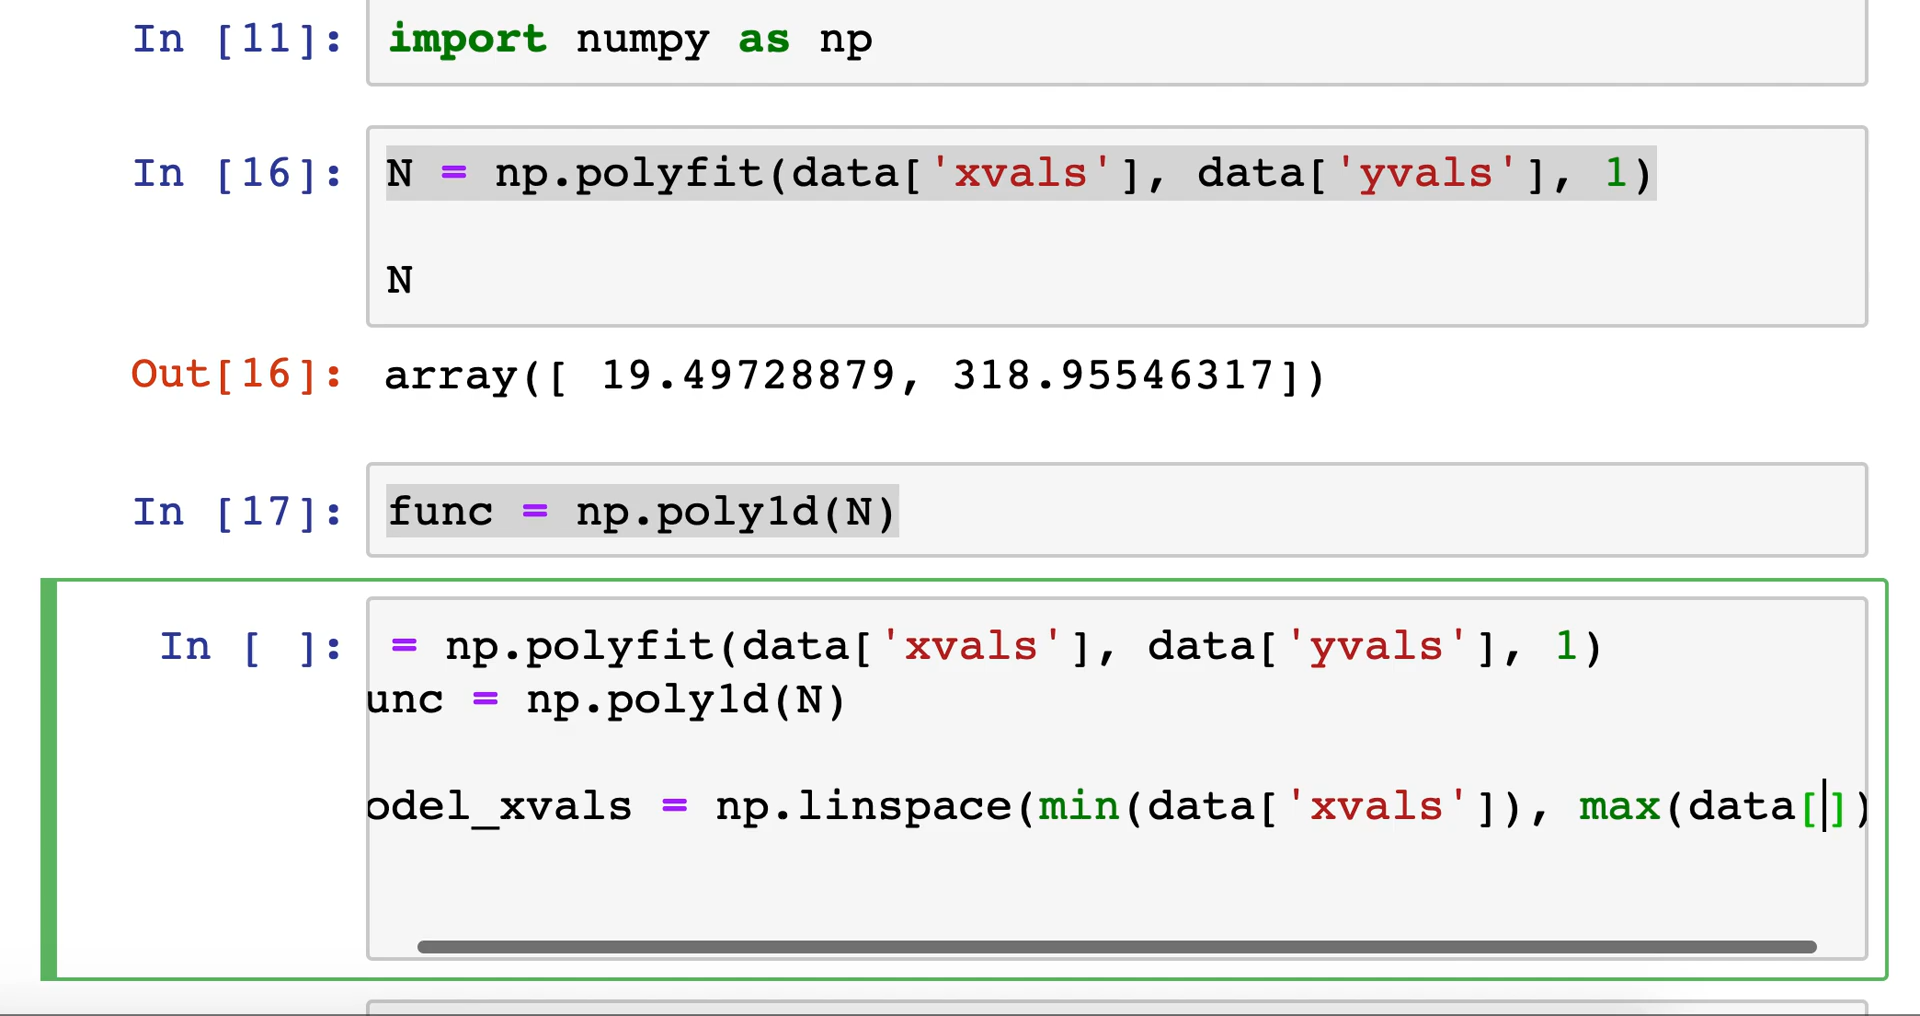 In [11]: import numpy as np
In [16]: N = np.polyfit(data['xvals'], data['yvals'], 1)
N
Out[16]: array([ 19.49728879, 318.95546317])
In [17]: func = np.poly1d(N)
In [ ]: = np.polyfit(data['xvals'], data['yvals'], 1)
unc = np.poly1d(N)
odel_xvals = np.linspace(min(data['xvals']), max(data[])